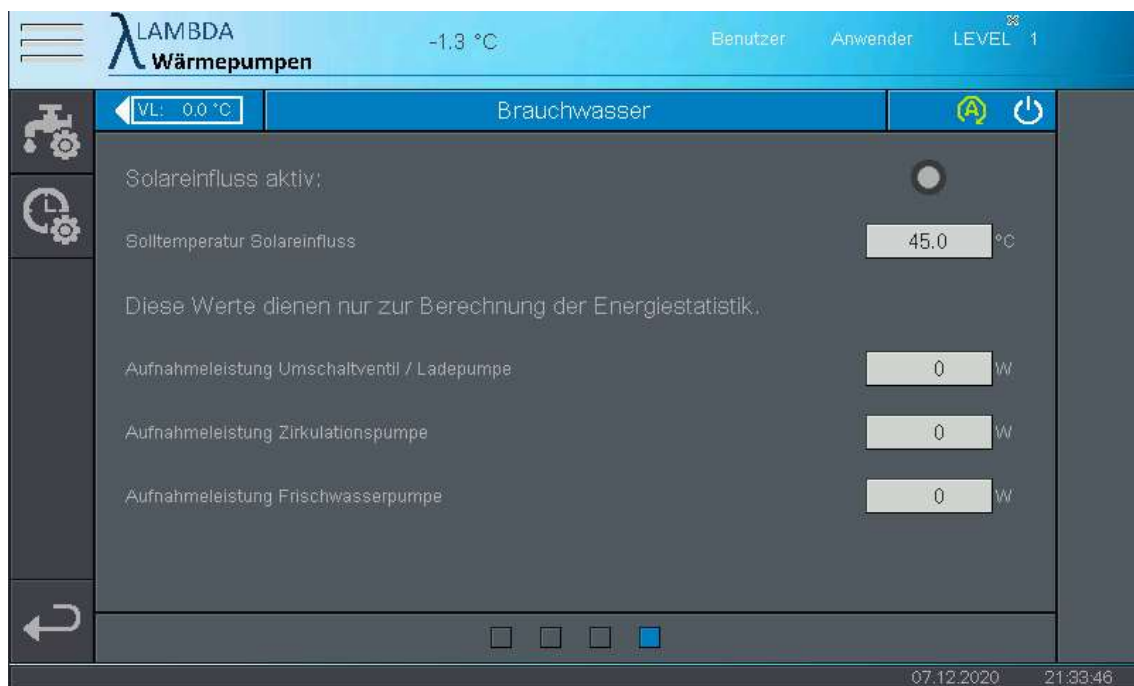 LAMBDA
Wärmepumpen
-1.3 °C
Benutzer Anwender LEVEL 1
VL: 0.0 °C
Brauchwasser
A
Solareinfluss aktiv:
Solltemperatur Solareinfluss 45.0 °C
Diese Werte dienen nur zur Berechnung der Energiestatistik.
Aufnahmeleistung Umschaltventil / Ladepumpe 0 W
Aufnahmeleistung Zirkulationspumpe 0 W
Aufnahmeleistung Frischwasserpumpe 0 W
07.12.2020 21:33:46